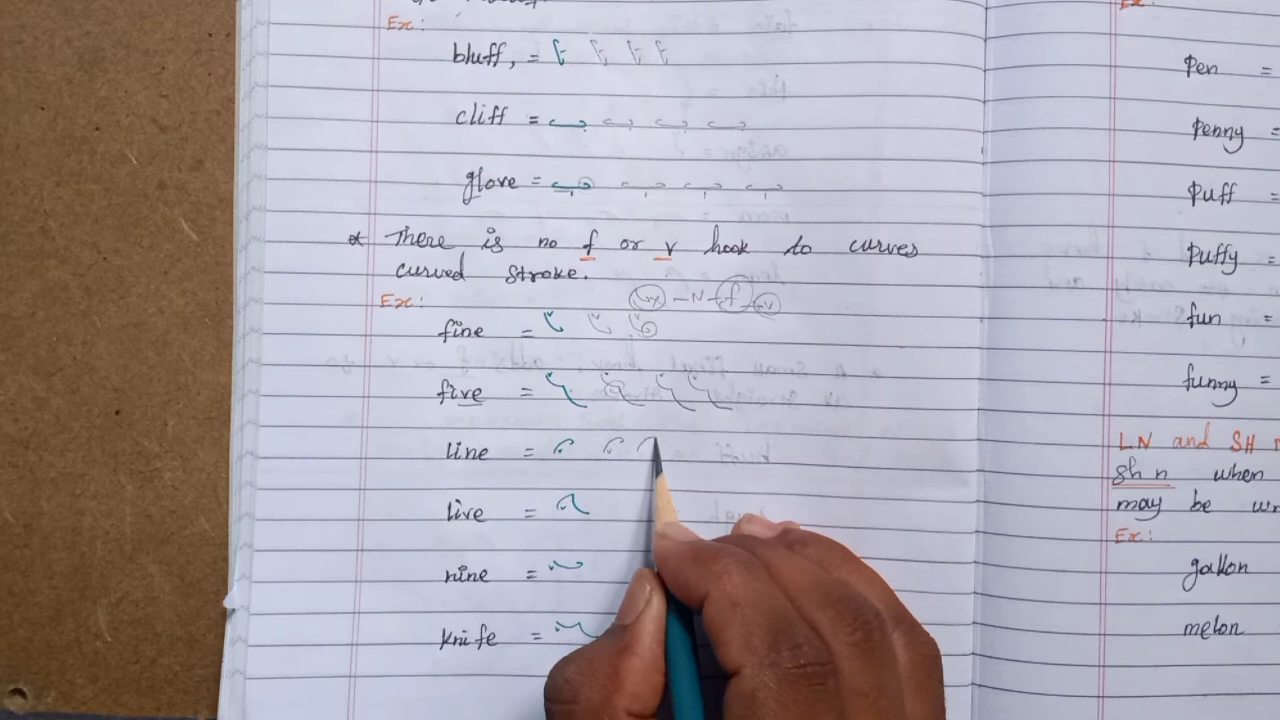 Ex:
bluff, =
cliff =
glove =
* There is no f or v hook to curves
curved stroke.
Ex:
fine =
five =
line =
live =
nine =
knife =
Ex:
Pen =
Penny =
Puff =
Puffy =
fun =
funny =
LN and SH
sh n when
may be
Ex:
gallon
melon